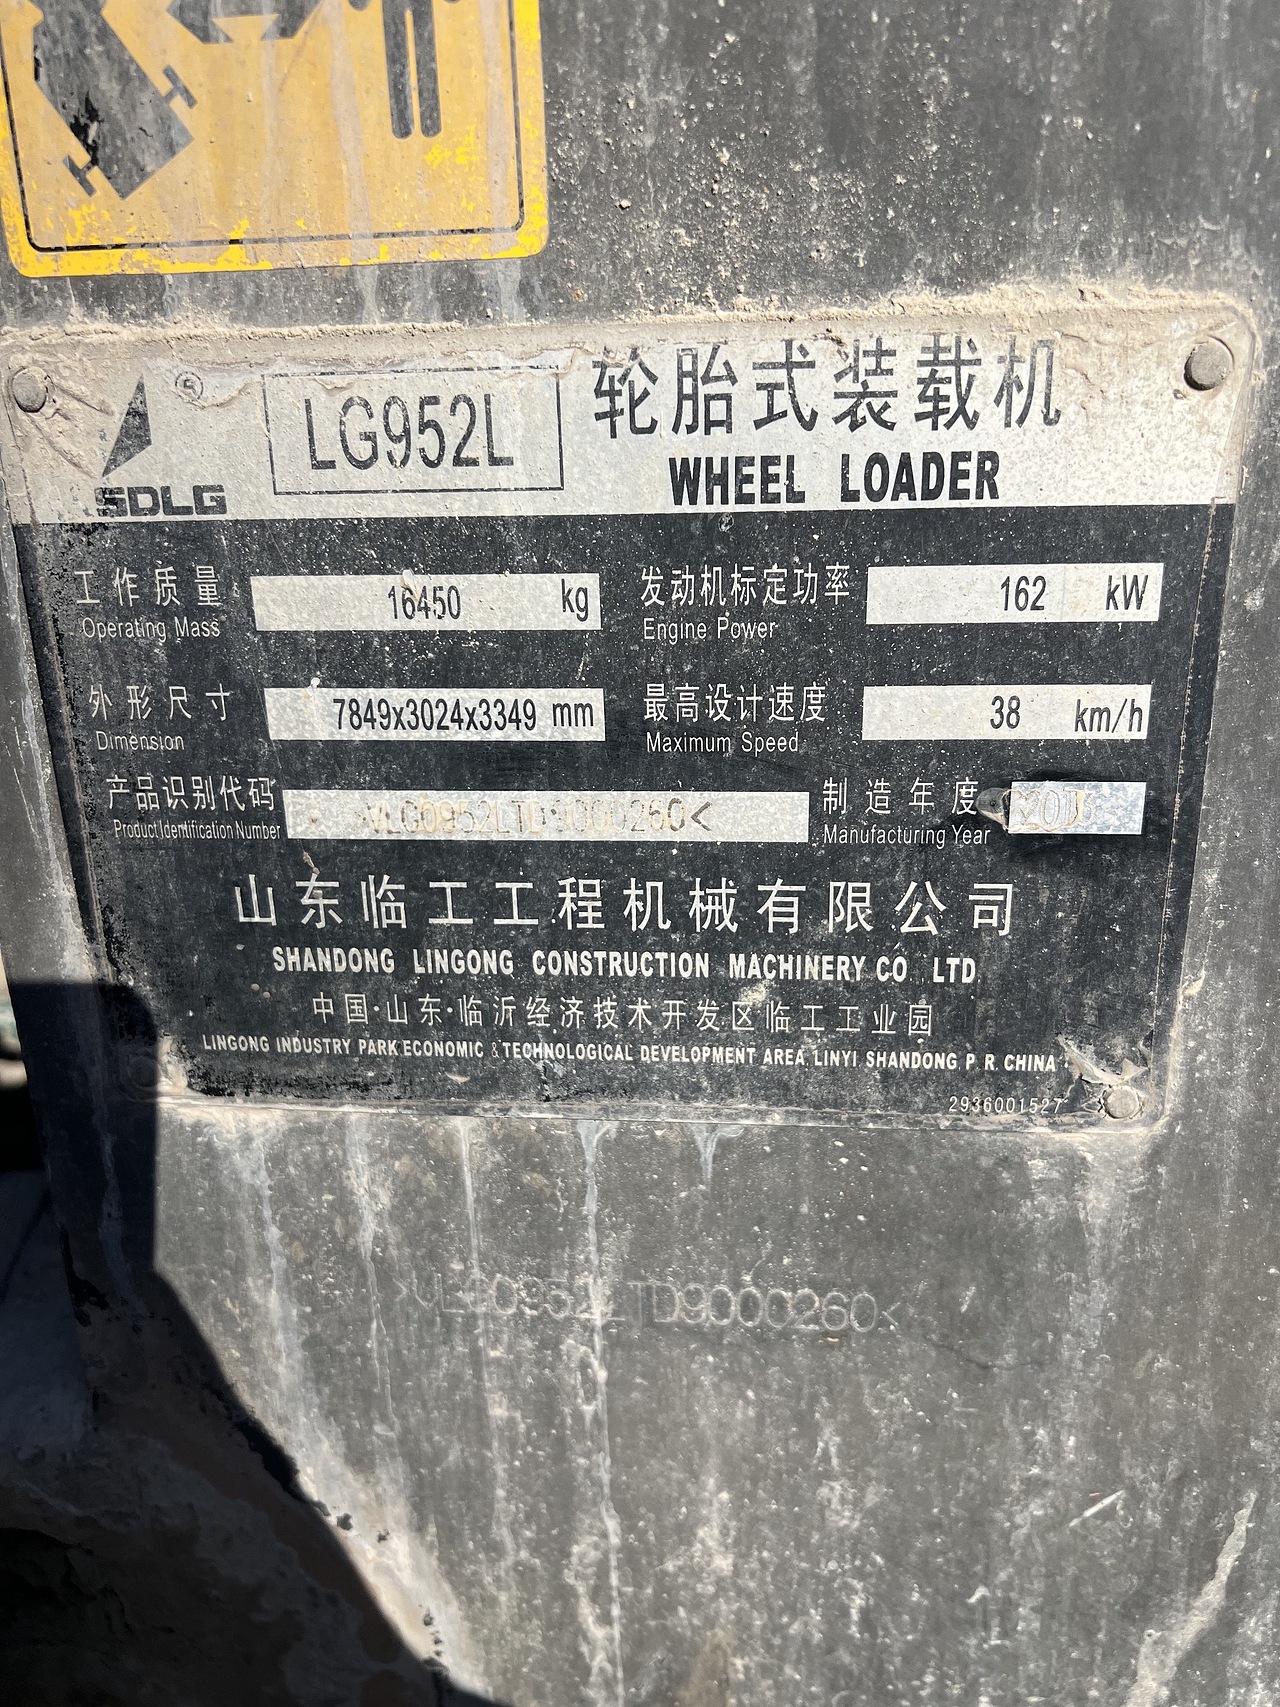 SDLG
LG952L
轮胎式装载机
WHEEL LOADER
工作质量 16450 kg 发动机标定功率 162 kW
Operating Mass Engine Power
外形尺寸 7849x3024x3349 mm 最高设计速度 38 km/h
Dimension Maximum Speed
产品识别代码 VLG0952LTD9000260< 制造年度
Product Identification Number Manufacturing Year
山东临工工程机械有限公司
SHANDONG LINGONG CONSTRUCTION MACHINERY CO LTD
中国·山东·临沂经济技术开发区临工工业园
LINGONG INDUSTRY PARK ECONOMIC & TECHNOLOGICAL DEVELOPMENT AREA LINYI SHANDONG P. R. CHINA
2936001527
>VLG0952LTD9000260<